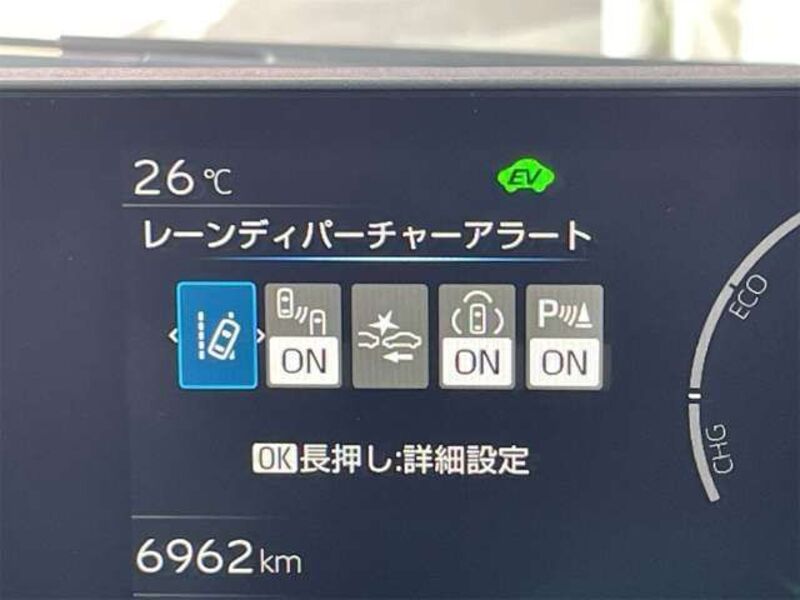 26℃
EV
レーンディパーチャーアラート
ON
ON
P ON
OK長押し:詳細設定
ECO
CHG
6962km